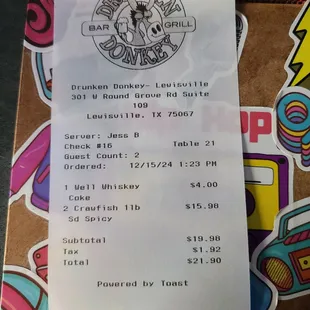 DRUNKEN
BAR GRILL
DONKEY
Drunken Donkey- Lewisville
301 W Round Grove Rd Suite
109
Lewisville, TX 75067
Server: Jess B
Check #16 Table 21
Guest Count: 2
Ordered: 12/15/24 1:23 PM
1 Well Whiskey $4.00
Coke
2 Crawfish 1lb $15.98
Sd Spicy
Subtotal $19.98
Tax $1.92
Total $21.90
Powered by Toast